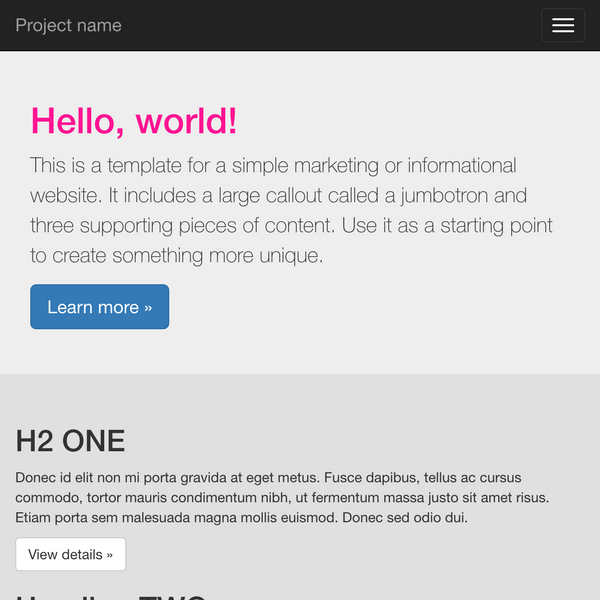 Project name
Hello, world!
This is a template for a simple marketing or informational
website. It includes a large callout called a jumbotron and
three supporting pieces of content. Use it as a starting point
to create something more unique.
Learn more »
H2 ONE
Donec id elit non mi porta gravida at eget metus. Fusce dapibus, tellus ac cursus
commodo, tortor mauris condimentum nibh, ut fermentum massa justo sit amet risus.
Etiam porta sem malesuada magna mollis euismod. Donec sed odio dui.
View details »
TWO